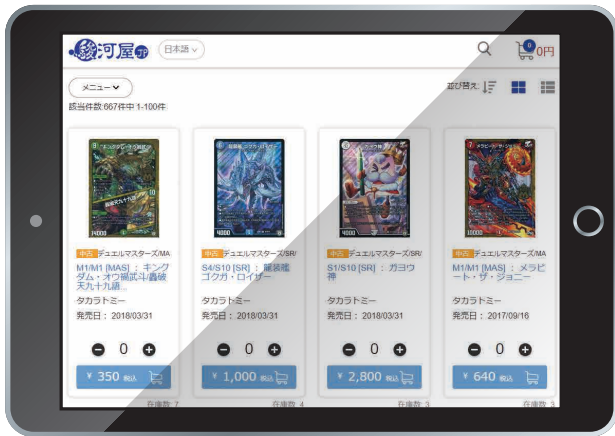 駿河屋.JP
日本語
0
0円
メニュー
並び替え
該当件数:667件中 1-100件
14000
4000
4000
10000
中古 デュエルマスターズ/MA
M1/M1 [MAS] ： キング
ダム・オウ禍武斗/轟破
天九十九語...
タカラトミー
発売日： 2018/03/31
0
¥ 350 税込
在庫数: 7
中古 デュエルマスターズ/SR/
S4/S10 [SR] ： 龍装艦
ゴクガ・ロイザー
タカラトミー
発売日： 2018/03/31
0
¥ 1,000 税込
在庫数: 4
中古 デュエルマスターズ/SR/
S1/S10 [SR] ： ガヨウ
神
タカラトミー
発売日： 2018/03/31
0
¥ 2,800 税込
在庫数: 3
中古 デュエルマスターズ/MA
M1/M1 [MAS] ： メラビ
ート・ザ・ジョニー
タカラトミー
発売日： 2017/09/16
0
¥ 640 税込
在庫数: 3